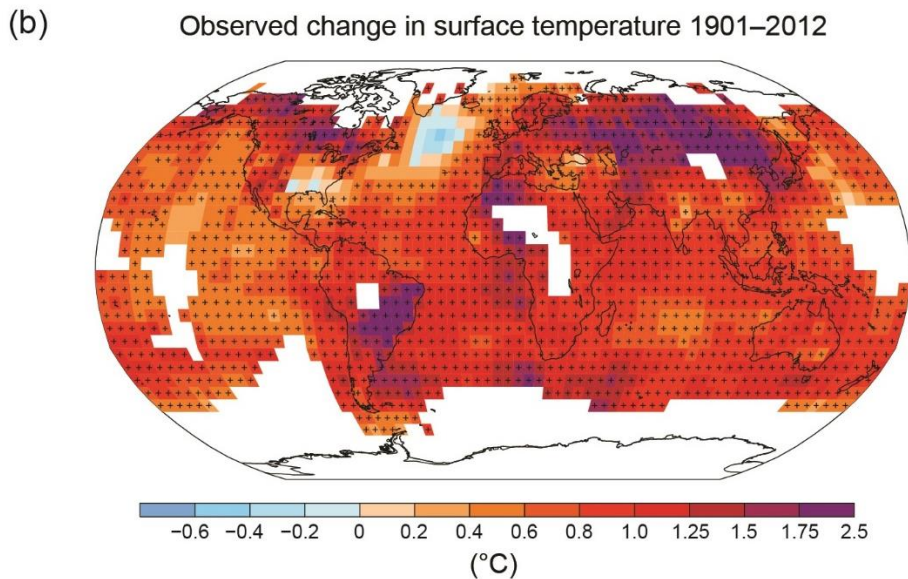 (b)
Observed change in surface temperature 1901–2012
−0.6 −0.4 −0.2 0 0.2 0.4 0.6 0.8 1.0 1.25 1.5 1.75 2.5
(°C)